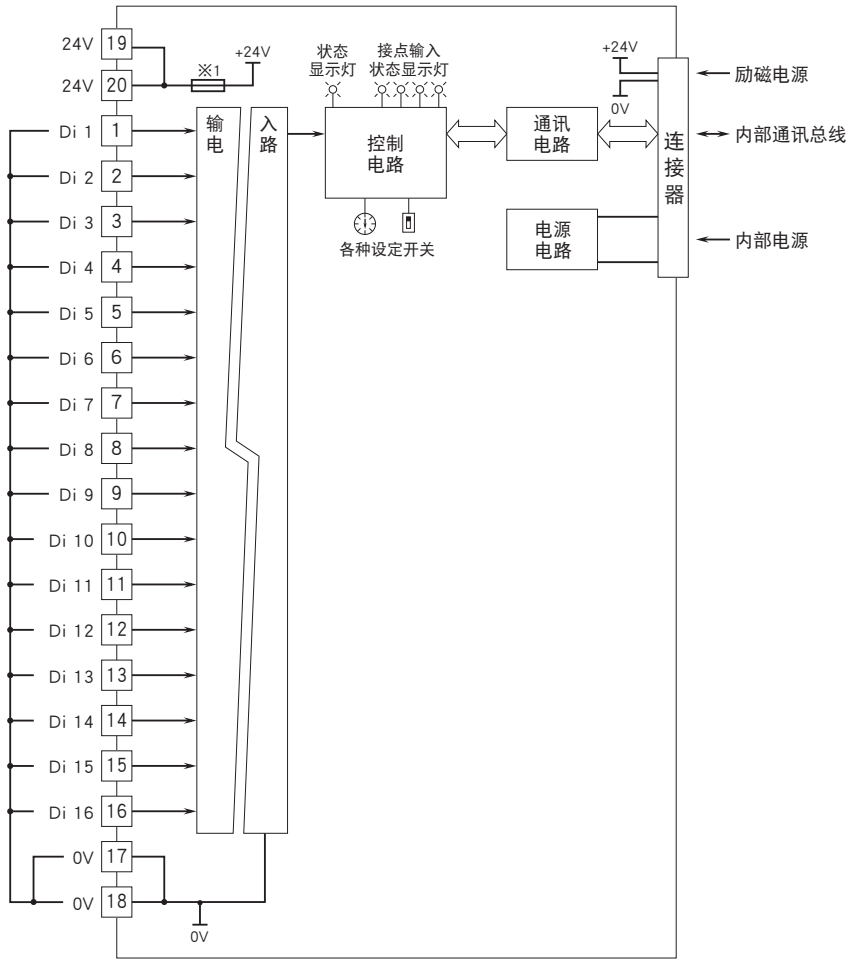 24V 19
24V 20
※1
+24V
状态
显示灯
接点输入
状态显示灯
+24V
0V
励磁电源
内部通讯总线
内部电源
连接器
通讯
电路
电源
电路
控制
电路
各种设定开关
输入
电路
Di 1 1
Di 2 2
Di 3 3
Di 4 4
Di 5 5
Di 6 6
Di 7 7
Di 8 8
Di 9 9
Di 10 10
Di 11 11
Di 12 12
Di 13 13
Di 14 14
Di 15 15
Di 16 16
0V 17
0V 18
0V